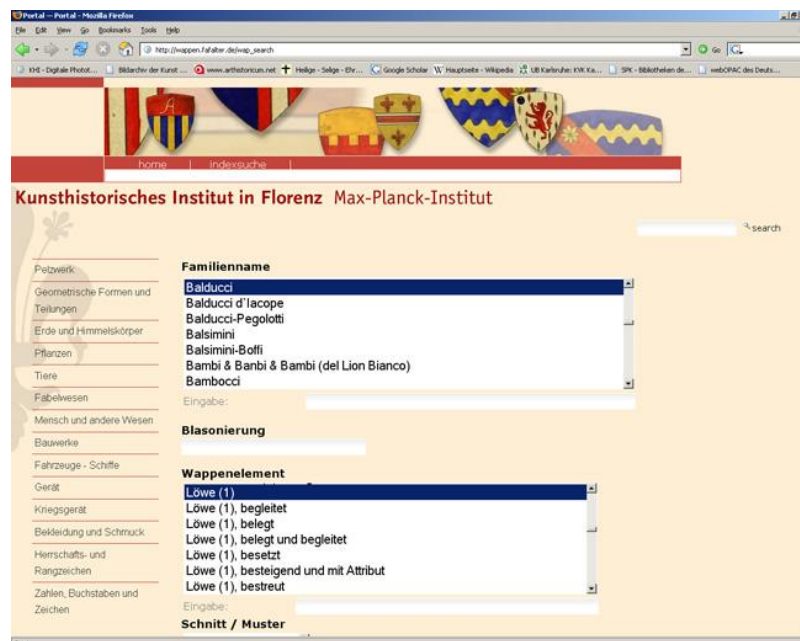 Portal — Portal - Mozilla Firefox
File Edit View Go Bookmarks Tools Help
http://wappen.fafalter.de/wap_search
Go
KHI - Digitale Photot... Bildarchiv der Kunst ... www.arthistoricum.net Heilige - Selige - Ehr... Google Scholar Hauptseite - Wikipedia UB Karlsruhe: KVK Ka... SPK - Bibliotheken de... webOPAC des Deuts...
A
home | indexsuche |
Kunsthistorisches Institut in Florenz Max-Planck-Institut
search
Pelzwerk
Geometrische Formen und
Teilungen
Erde und Himmelskörper
Pflanzen
Tiere
Fabelwesen
Mensch und andere Wesen
Bauwerke
Fahrzeuge - Schiffe
Gerät
Kriegsgerät
Bekleidung und Schmuck
Herrschafts- und
Rangzeichen
Zahlen, Buchstaben und
Zeichen
Familienname
Balducci
Balducci d`Iacope
Balducci-Pegolotti
Balsimini
Balsimini-Boffi
Bambi & Banbi & Bambi (del Lion Bianco)
Bambocci
Eingabe:
Blasonierung
Wappenelement
Löwe (1)
Löwe (1), begleitet
Löwe (1), belegt
Löwe (1), belegt und begleitet
Löwe (1), besetzt
Löwe (1), besteigend und mit Attribut
Löwe (1), bestreut
Eingabe:
Schnitt / Muster